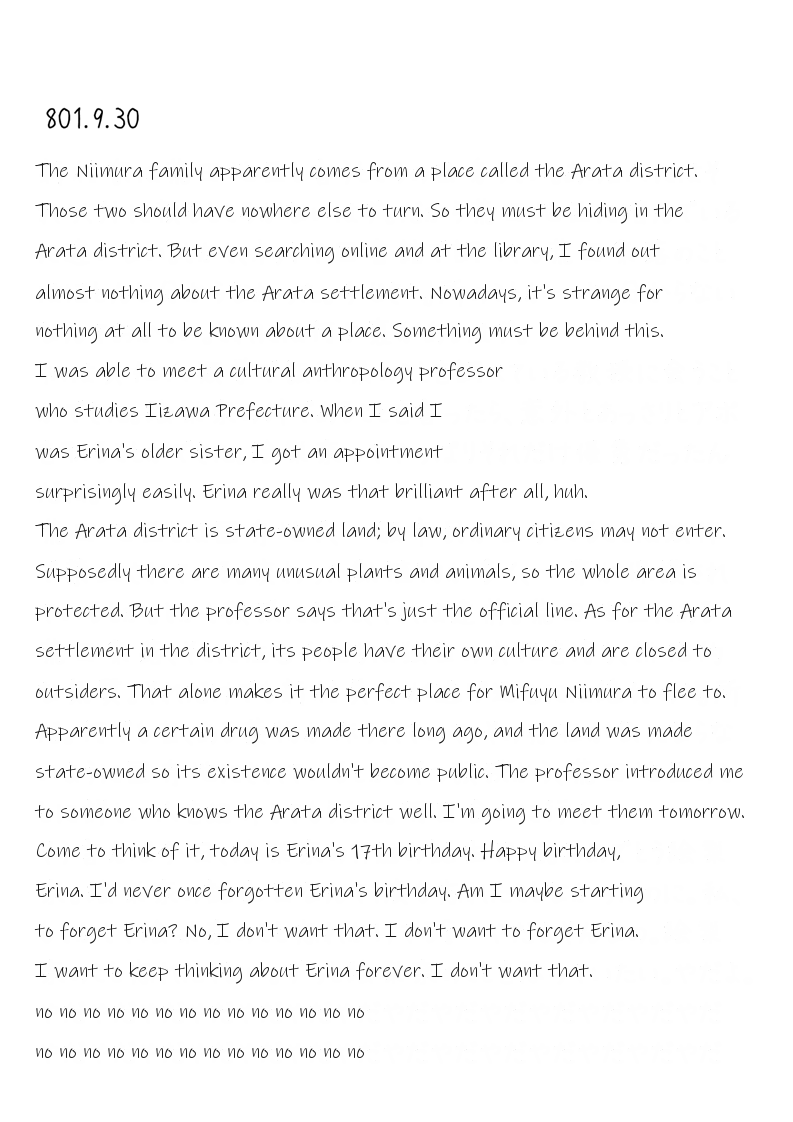 801.9.30
The Niimura family apparently comes from a place called the Arata district.
Those two should have nowhere else to turn. So they must be hiding in the
Arata district. But even searching online and at the library, I found out
almost nothing about the Arata settlement. Nowadays, it's strange for
nothing at all to be known about a place. Something must be behind this.
I was able to meet a cultural anthropology professor
who studies Iizawa Prefecture. When I said I
was Erina's older sister, I got an appointment
surprisingly easily. Erina really was that brilliant after all, huh.
The Arata district is state-owned land; by law, ordinary citizens may not enter.
Supposedly there are many unusual plants and animals, so the whole area is
protected. But the professor says that's just the official line. As for the Arata
settlement in the district, its people have their own culture and are closed to
outsiders. That alone makes it the perfect place for Mifuyu Niimura to flee to.
Apparently a certain drug was made there long ago, and the land was made
state-owned so its existence wouldn't become public. The professor introduced me
to someone who knows the Arata district well. I'm going to meet them tomorrow.
Come to think of it, today is Erina's 17th birthday. Happy birthday,
Erina. I'd never once forgotten Erina's birthday. Am I maybe starting
to forget Erina? No, I don't want that. I don't want to forget Erina.
I want to keep thinking about Erina forever. I don't want that.
no no no no no no no no no no no no no no
no no no no no no no no no no no no no no